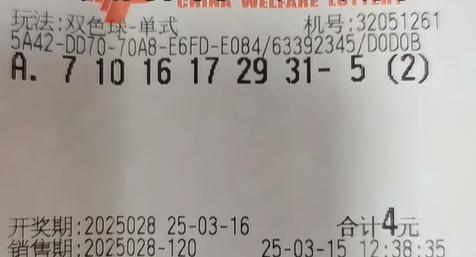 CHINA WELFARE LOTTERY
玩法:双色球-单式 机号:32051261
5A42-DD70-70A8-E6FD-E084/63392345/D0D0B
A. 7 10 16 17 29 31- 5 (2)
开奖期:2025028 25-03-16 合计4元
销售期:2025028-120 25-03-15 12:38:35